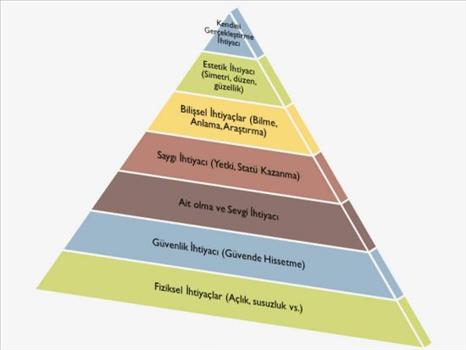 Kendini
Gerçekleştirme
İhtiyacı
Estetik İhtiyacı
(Simetri, düzen,
güzellik)
Bilişsel İhtiyaçlar (Bilme,
Anlama, Araştırma)
Saygı İhtiyacı (Yetki, Statü Kazanma)
Ait olma ve Sevgi İhtiyacı
Güvenlik İhtiyacı (Güvende Hissetme)
Fiziksel İhtiyaçlar (Açlık, susuzluk vs.)